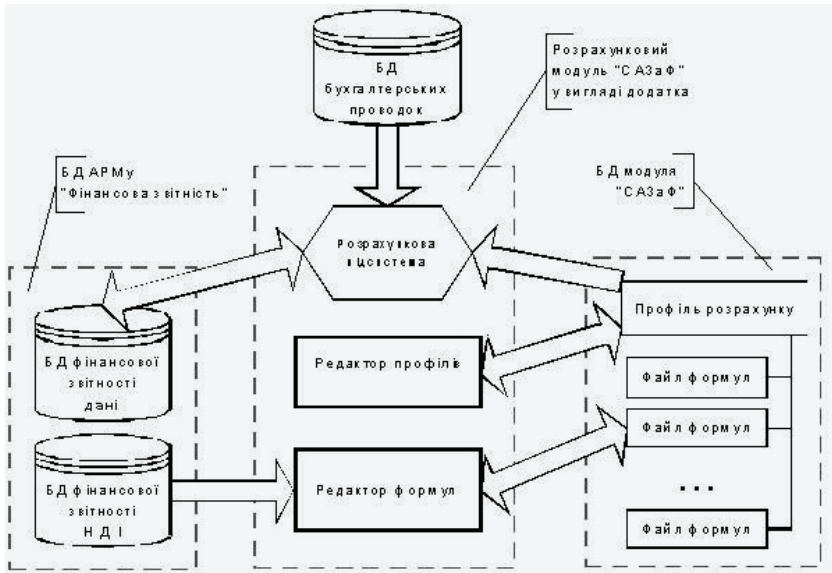 БД
бухгалтерських
проводок
Розрахунковий
модуль "САЗаФ"
у вигляді додатка
БД АРМу
"Фінансова звітність"
БД модуля
"САЗаФ"
Розрахункова
підсистема
Профіль розрахунку
БД фінансової
звітності
дані
Редактор профілів
Файл формул
Файл формул
БД фінансової
звітності
НДІ
Редактор формул
...
Файл формул